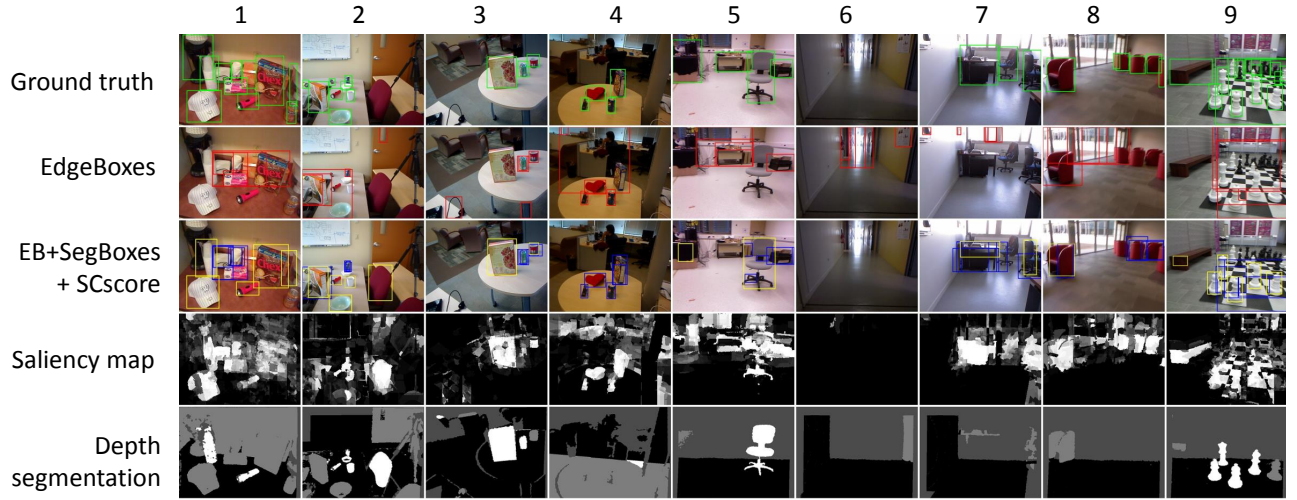 1 2 3 4 5 6 7 8 9
Ground truth
EdgeBoxes
EB+SegBoxes
+ SCscore
Saliency map
Depth
segmentation